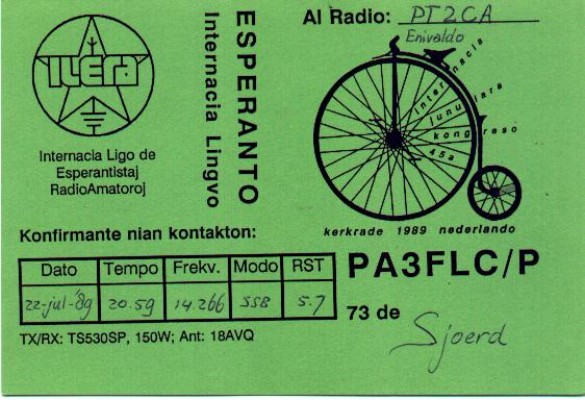 ILERA
Internacia Ligo de
Esperantistaj
RadioAmatoroj
ESPERANTO
Internacia Lingvo
Al Radio: PT2CA
Enivaldo
internacia
junulara
kongreso
45a
kerkrade 1989 nederlando
Konfirmante nian kontakton:
Dato Tempo Frekv. Modo RST
22-jul-'89 20.59 14.266 SSB 5.7
TX/RX: TS530SP, 150W; Ant: 18AVQ
PA3FLC/P
73 de
Sjoerd